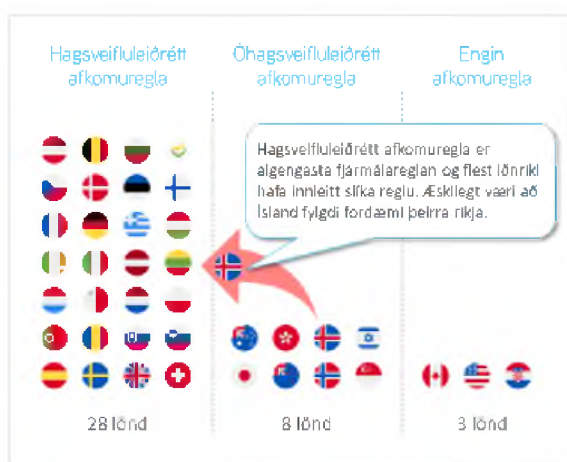 Hagsveifluleiðrétt
afkomuregla
Óhagsveifluleiðrétt
afkomuregla
Engin
afkomuregla
Hagsveifluleiðrétt afkomuregla er
algengasta fjármálareglan og flest iðnríki
hafa innleitt slíka reglu. Æskilegt væri að
Ísland fylgdi fordæmi þeirra ríkja.
28 lönd
8 lönd
3 lönd